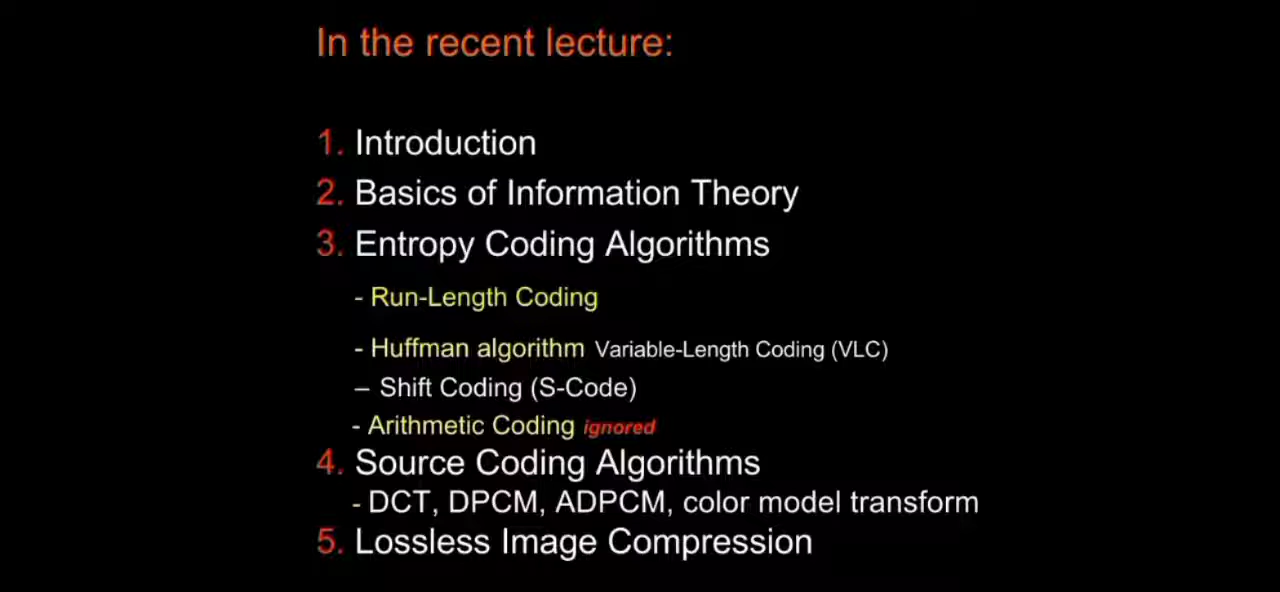 In the recent lecture:
1. Introduction
2. Basics of Information Theory
3. Entropy Coding Algorithms
- Run-Length Coding
- Huffman algorithm Variable-Length Coding (VLC)
– Shift Coding (S-Code)
- Arithmetic Coding ignored
4. Source Coding Algorithms
- DCT, DPCM, ADPCM, color model transform
5. Lossless Image Compression